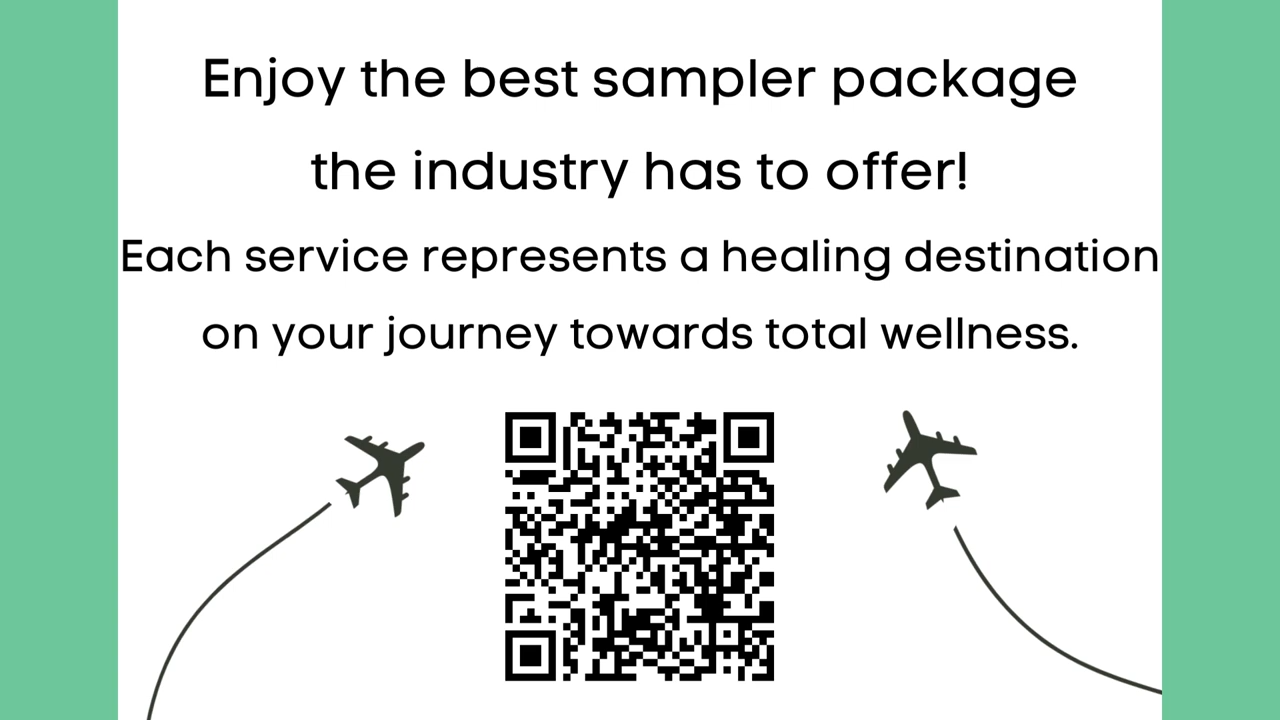 Enjoy the best sampler package
the industry has to offer!
Each service represents a healing destination
on your journey towards total wellness.